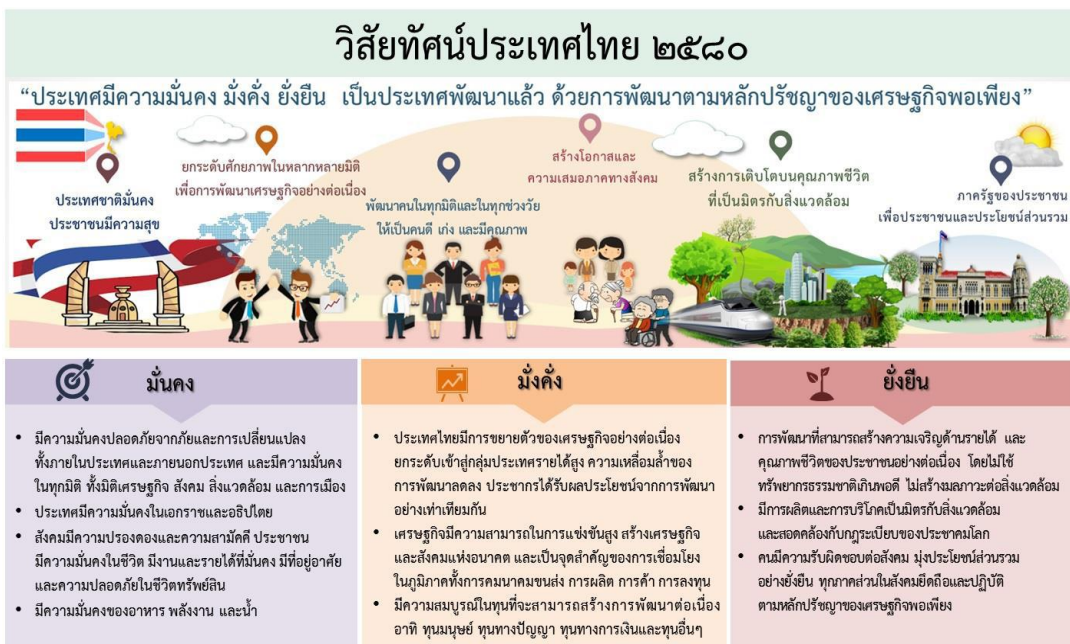 วิสัยทัศน์ประเทศไทย ๒๕๘๐
“ประเทศมีความมั่นคง มั่งคั่ง ยั่งยืน เป็นประเทศพัฒนาแล้ว ด้วยการพัฒนาตามหลักปรัชญาของเศรษฐกิจพอเพียง”
ประเทศชาติมั่นคง
ประชาชนมีความสุข
ยกระดับศักยภาพในหลากหลายมิติ
เพื่อการพัฒนาเศรษฐกิจอย่างต่อเนื่อง
พัฒนาคนในทุกมิติและในทุกช่วงวัย
ให้เป็นคนดี เก่ง และมีคุณภาพ
สร้างโอกาสและ
ความเสมอภาคทางสังคม
สร้างการเติบโตบนคุณภาพชีวิต
ที่เป็นมิตรกับสิ่งแวดล้อม
ภาครัฐของประชาชน
เพื่อประชาชนและประโยชน์ส่วนรวม
มั่นคง
• มีความมั่นคงปลอดภัยจากภัยและการเปลี่ยนแปลง
ทั้งภายในประเทศและภายนอกประเทศ และมีความมั่นคง
ในทุกมิติ ทั้งมิติเศรษฐกิจ สังคม สิ่งแวดล้อม และการเมือง
• ประเทศมีความมั่นคงในเอกราชและอธิปไตย
• สังคมมีความปรองดองและความสามัคคี ประชาชน
มีความมั่นคงในชีวิต มีงานและรายได้ที่มั่นคง มีที่อยู่อาศัย
และความปลอดภัยในชีวิตทรัพย์สิน
• มีความมั่นคงของอาหาร พลังงาน และน้ำ
มั่งคั่ง
• ประเทศไทยมีการขยายตัวของเศรษฐกิจอย่างต่อเนื่อง
ยกระดับเข้าสู่กลุ่มประเทศรายได้สูง ความเหลื่อมล้ำของ
การพัฒนาลดลง ประชากรได้รับผลประโยชน์จากการพัฒนา
อย่างเท่าเทียมกัน
• เศรษฐกิจมีความสามารถในการแข่งขันสูง สร้างเศรษฐกิจ
และสังคมแห่งอนาคต และเป็นจุดสำคัญของการเชื่อมโยง
ในภูมิภาคทั้งการคมนาคมขนส่ง การผลิต การค้า การลงทุน
• มีความสมบูรณ์ในทุนที่จะสามารถสร้างการพัฒนาต่อเนื่อง
อาทิ ทุนมนุษย์ ทุนทางปัญญา ทุนทางการเงินและทุนอื่นๆ
ยั่งยืน
• การพัฒนาที่สามารถสร้างความเจริญด้านรายได้ และ
คุณภาพชีวิตของประชาชนอย่างต่อเนื่อง โดยไม่ใช้
ทรัพยากรธรรมชาติเกินพอดี ไม่สร้างมลภาวะต่อสิ่งแวดล้อม
• มีการผลิตและการบริโภคเป็นมิตรกับสิ่งแวดล้อม
และสอดคล้องกับกฎระเบียบของประชาคมโลก
• คนมีความรับผิดชอบต่อสังคม มุ่งประโยชน์ส่วนรวม
อย่างยั่งยืน ทุกภาคส่วนในสังคมยึดถือและปฏิบัติ
ตามหลักปรัชญาของเศรษฐกิจพอเพียง